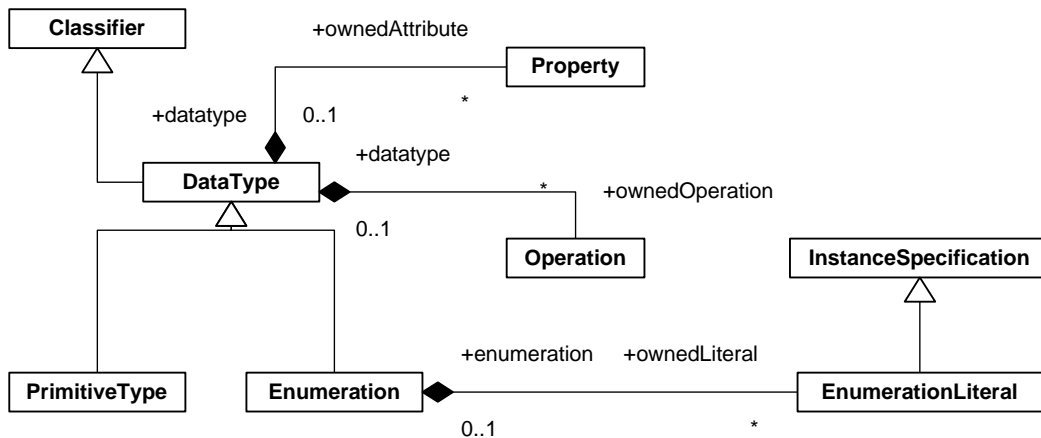 Classifier
+ownedAttribute
Property
*
+datatype
0..1
+datatype
DataType
*
+ownedOperation
0..1
Operation
InstanceSpecification
+enumeration
+ownedLiteral
PrimitiveType
Enumeration
EnumerationLiteral
0..1
*